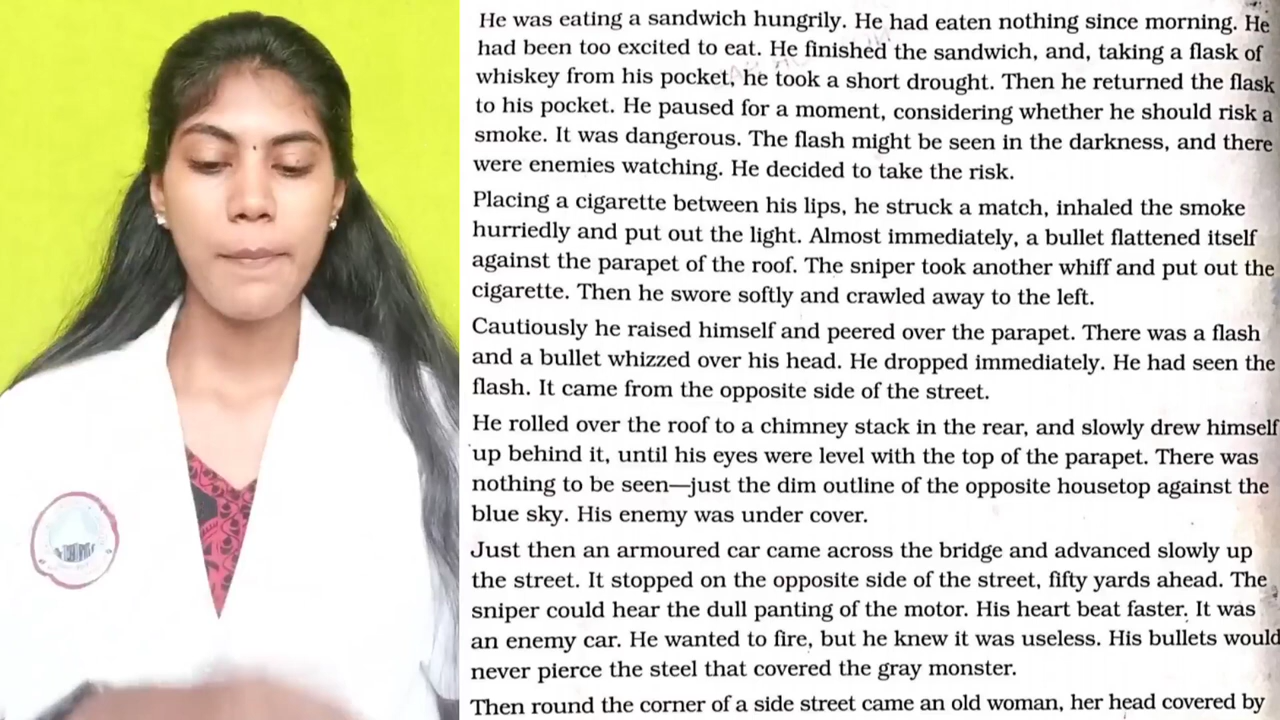 He was eating a sandwich hungrily. He had eaten nothing since morning. He
had been too excited to eat. He finished the sandwich, and, taking a flask of
whiskey from his pocket, he took a short drought. Then he returned the flask
to his pocket. He paused for a moment, considering whether he should risk a
smoke. It was dangerous. The flash might be seen in the darkness, and there
were enemies watching. He decided to take the risk.
Placing a cigarette between his lips, he struck a match, inhaled the smoke
hurriedly and put out the light. Almost immediately, a bullet flattened itself
against the parapet of the roof. The sniper took another whiff and put out the
cigarette. Then he swore softly and crawled away to the left.
Cautiously he raised himself and peered over the parapet. There was a flash
and a bullet whizzed over his head. He dropped immediately. He had seen the
flash. It came from the opposite side of the street.
He rolled over the roof to a chimney stack in the rear, and slowly drew himself
up behind it, until his eyes were level with the top of the parapet. There was
nothing to be seen—just the dim outline of the opposite housetop against the
blue sky. His enemy was under cover.
Just then an armoured car came across the bridge and advanced slowly up
the street. It stopped on the opposite side of the street, fifty yards ahead. The
sniper could hear the dull panting of the motor. His heart beat faster. It was
an enemy car. He wanted to fire, but he knew it was useless. His bullets would
never pierce the steel that covered the gray monster.
Then round the corner of a side street came an old woman, her head covered by